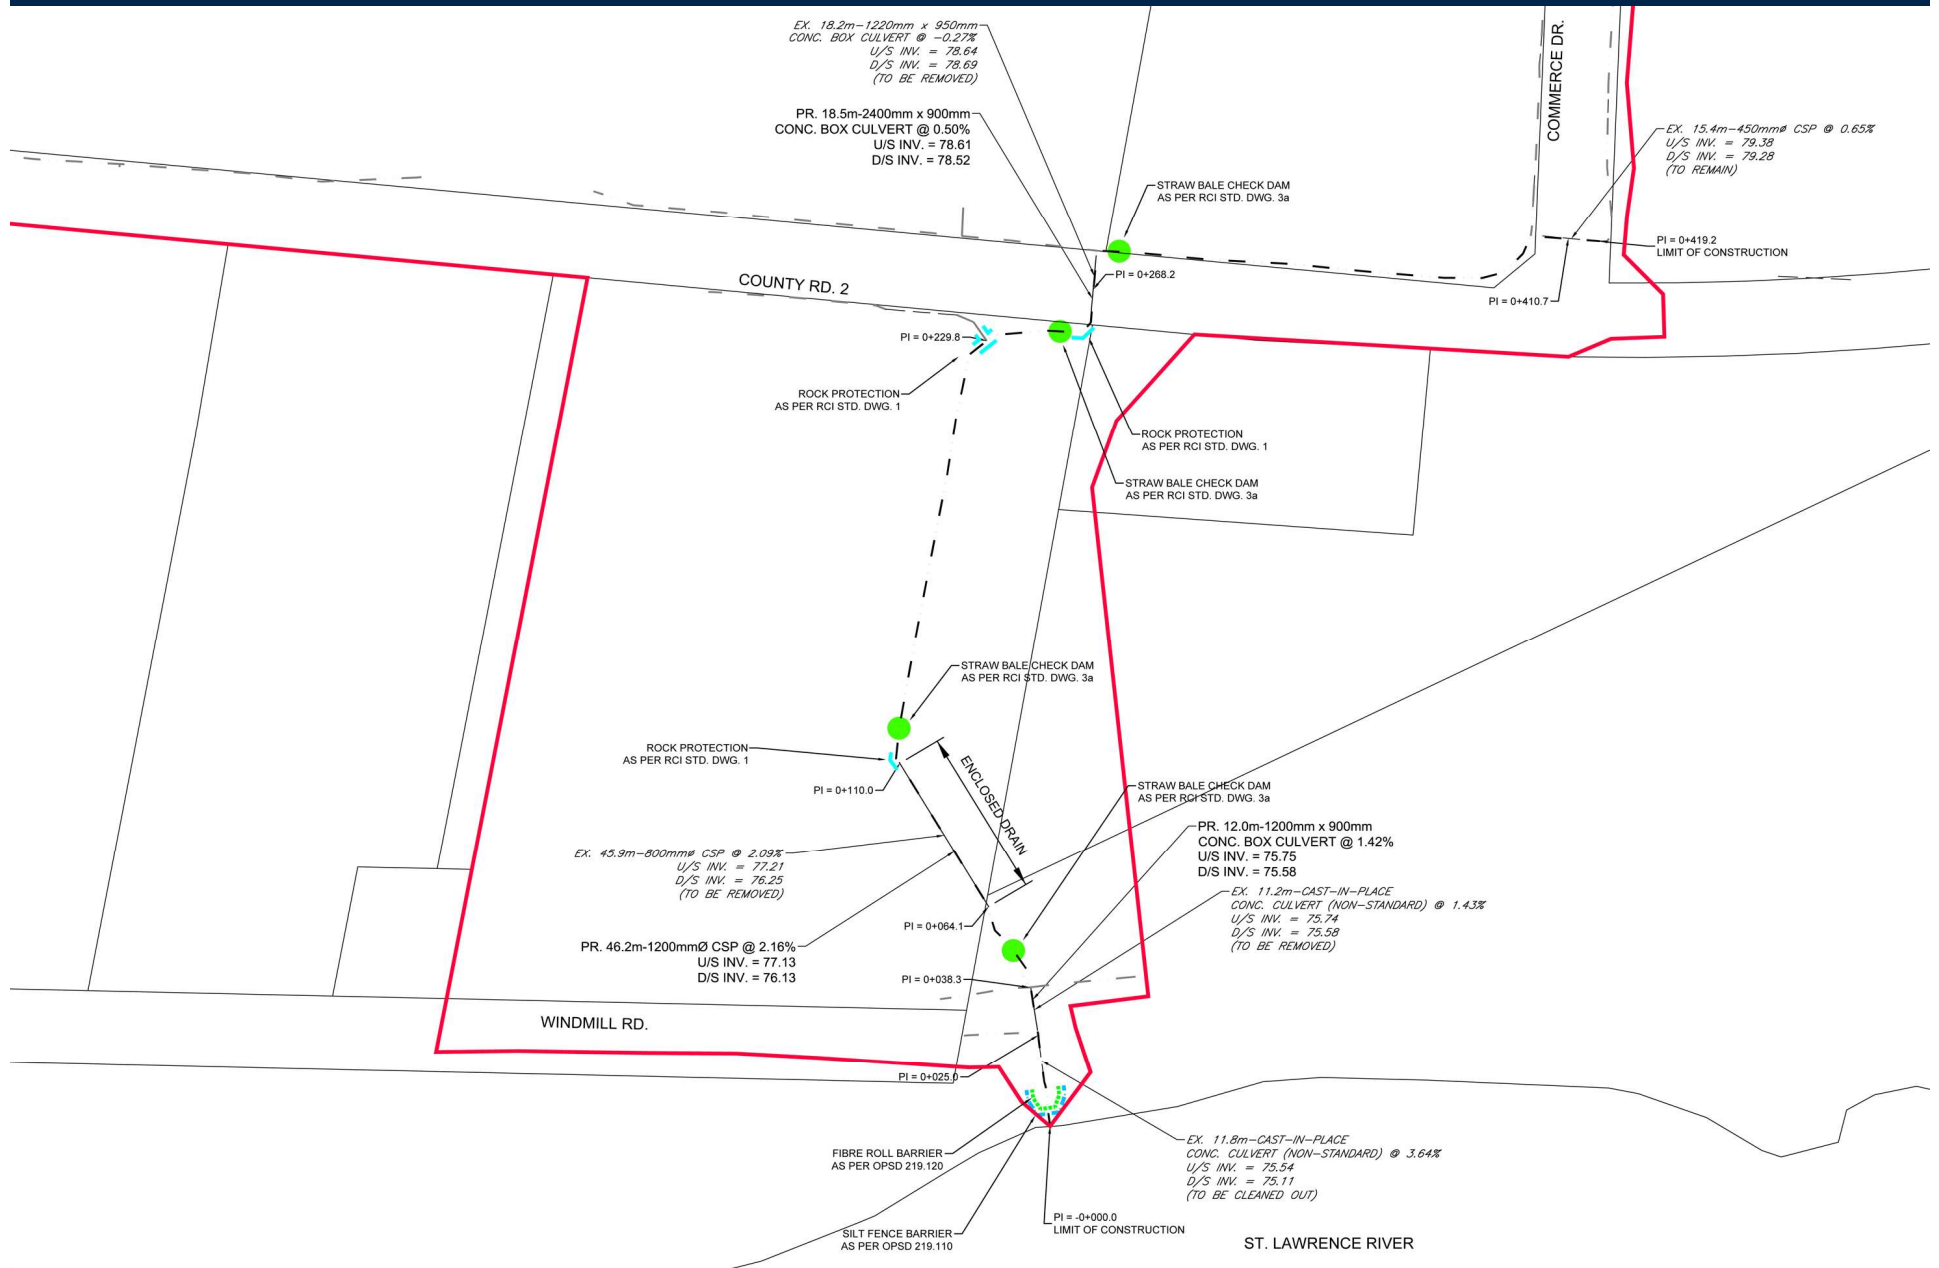 EX. 18.2m-1220mm x 950mm
CONC. BOX CULVERT @ -0.27%
U/S INV. = 78.64
D/S INV. = 78.69
(TO BE REMOVED)
PR. 18.5m-2400mm x 900mm
CONC. BOX CULVERT @ 0.50%
U/S INV. = 78.61
D/S INV. = 78.52
COMMERCE DR.
EX. 15.4m-450mmø CSP @ 0.65%
U/S INV. = 79.38
D/S INV. = 79.28
(TO REMAIN)
STRAW BALE CHECK DAM
AS PER RCI STD. DWG. 3a
PI = 0+419.2
LIMIT OF CONSTRUCTION
COUNTY RD. 2
PI = 0+268.2
PI = 0+410.7
PI = 0+229.8
ROCK PROTECTION
AS PER RCI STD. DWG. 1
ROCK PROTECTION
AS PER RCI STD. DWG. 1
STRAW BALE CHECK DAM
AS PER RCI STD. DWG. 3a
STRAW BALE CHECK DAM
AS PER RCI STD. DWG. 3a
ROCK PROTECTION
AS PER RCI STD. DWG. 1
PI = 0+110.0
ENCLOSED DRAIN
STRAW BALE CHECK DAM
AS PER RCI STD. DWG. 3a
PR. 12.0m-1200mm x 900mm
CONC. BOX CULVERT @ 1.42%
U/S INV. = 75.75
D/S INV. = 75.58
EX. 45.9m-800mmø CSP @ 2.09%
U/S INV. = 77.21
D/S INV. = 76.25
(TO BE REMOVED)
EX. 11.2m-CAST-IN-PLACE
CONC. CULVERT (NON-STANDARD) @ 1.43%
U/S INV. = 75.74
D/S INV. = 75.58
(TO BE REMOVED)
PI = 0+064.1
PR. 46.2m-1200mmØ CSP @ 2.16%
U/S INV. = 77.13
D/S INV. = 76.13
PI = 0+038.3
WINDMILL RD.
PI = 0+025.0
FIBRE ROLL BARRIER
AS PER OPSD 219.120
EX. 11.8m-CAST-IN-PLACE
CONC. CULVERT (NON-STANDARD) @ 3.64%
U/S INV. = 75.54
D/S INV. = 75.11
(TO BE CLEANED OUT)
PI = -0+000.0
LIMIT OF CONSTRUCTION
SILT FENCE BARRIER
AS PER OPSD 219.110
ST. LAWRENCE RIVER